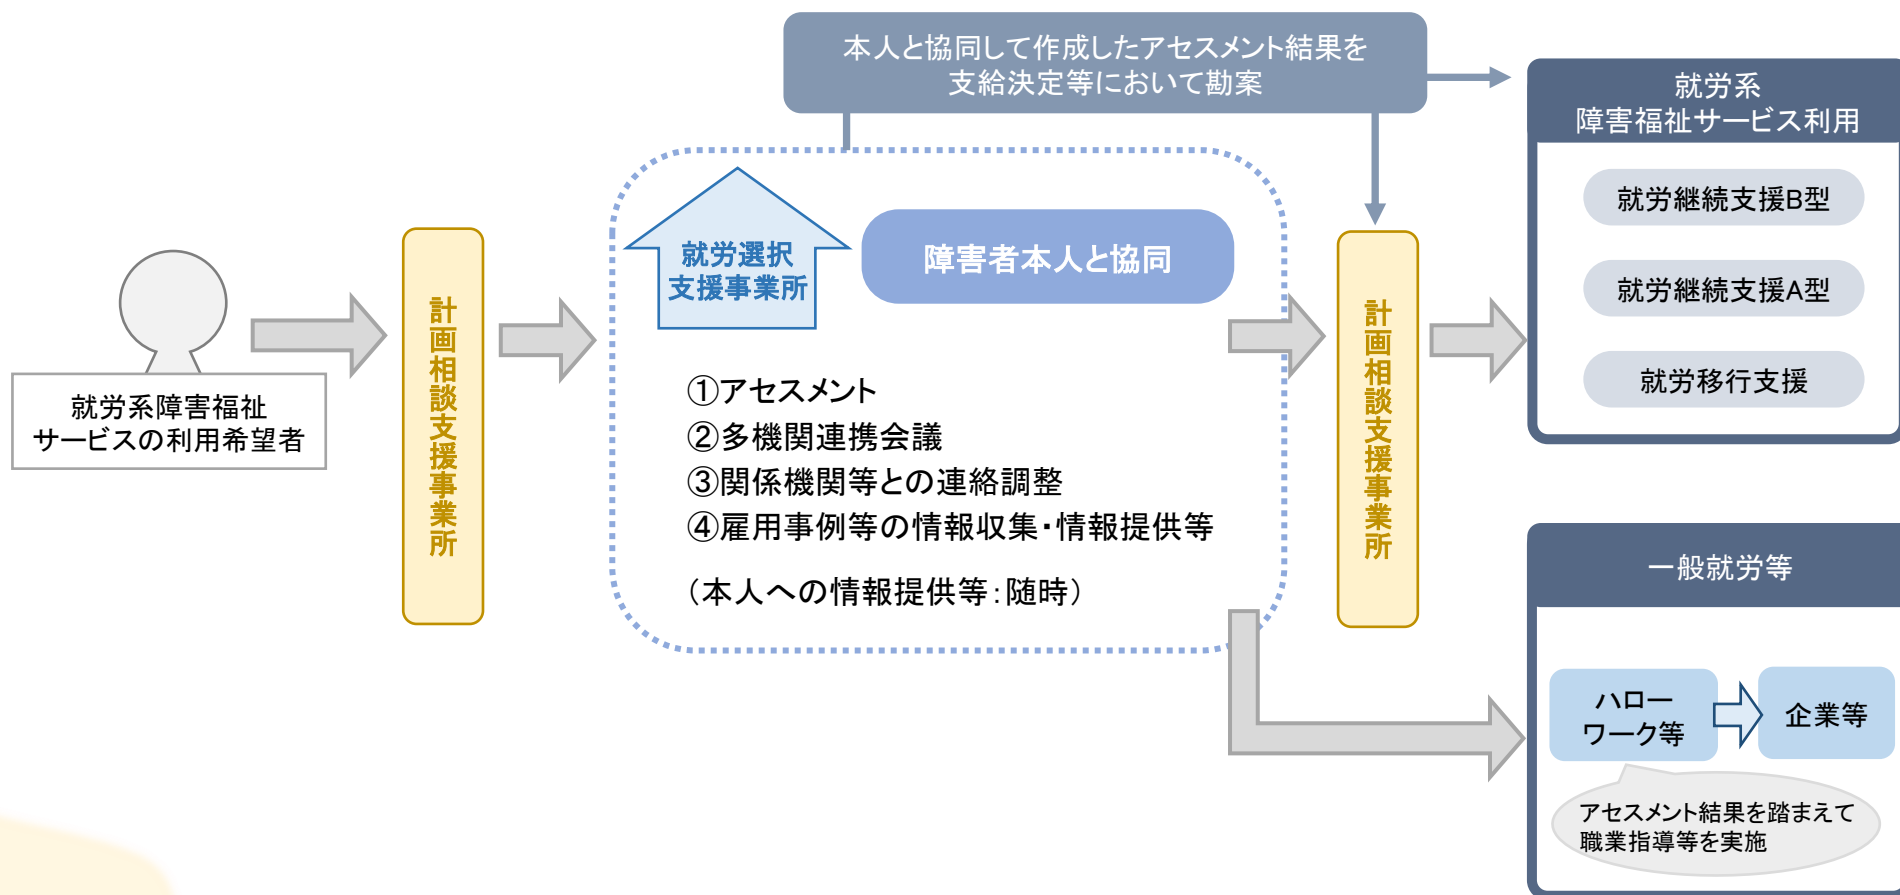 本人と協同して作成したアセスメント結果を
支給決定等において勘案
就労系障害福祉
サービスの利用希望者
計画相談支援事業所
就労選択
支援事業所
障害者本人と協同
①アセスメント
②多機関連携会議
③関係機関等との連絡調整
④雇用事例等の情報収集・情報提供等
（本人への情報提供等：随時）
計画相談支援事業所
就労系
障害福祉サービス利用
就労継続支援B型
就労継続支援A型
就労移行支援
一般就労等
ハロー
ワーク等
企業等
アセスメント結果を踏まえて
職業指導等を実施